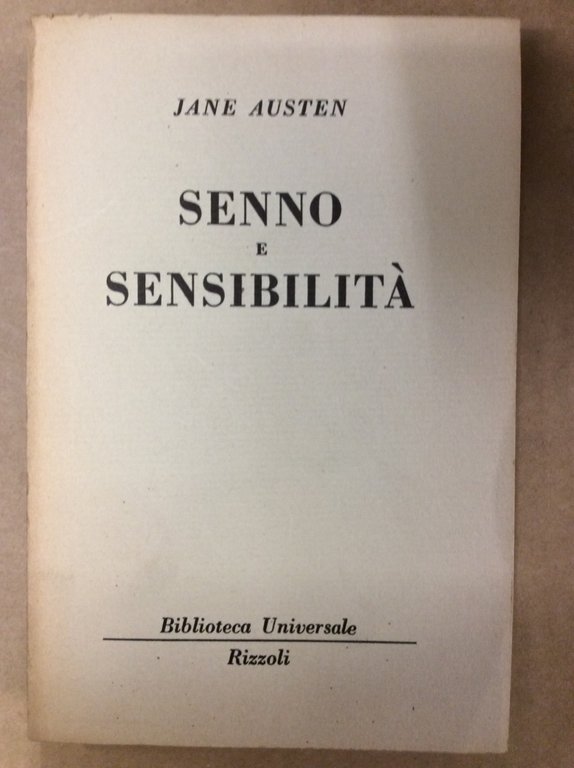 JANE AUSTEN
SENNO
E
SENSIBILITÀ
Biblioteca Universale
Rizzoli